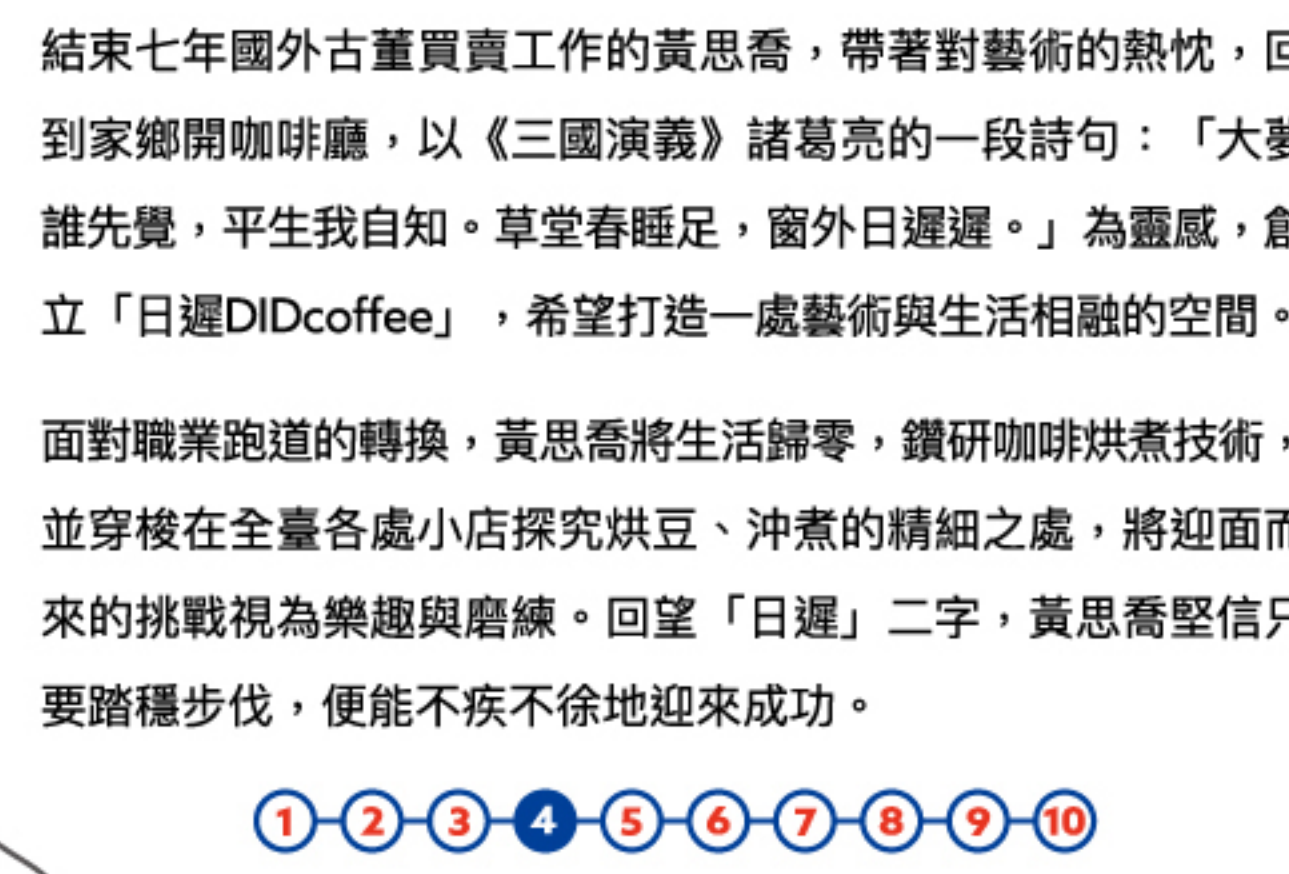 結束七年國外古董買賣工作的黃思喬，帶著對藝術的熱忱，回
到家鄉開咖啡廳，以《三國演義》諸葛亮的一段詩句：「大夢
誰先覺，平生我自知。草堂春睡足，窗外日遲遲。」為靈感，創
立「日遲DIDcoffee」，希望打造一處藝術與生活相融的空間。
面對職業跑道的轉換，黃思喬將生活歸零，鑽研咖啡烘煮技術，
並穿梭在全臺各處小店探究烘豆、沖煮的精細之處，將迎面而
來的挑戰視為樂趣與磨練。回望「日遲」二字，黃思喬堅信只
要踏穩步伐，便能不疾不徐地迎來成功。
1 2 3 4 5 6 7 8 9 10